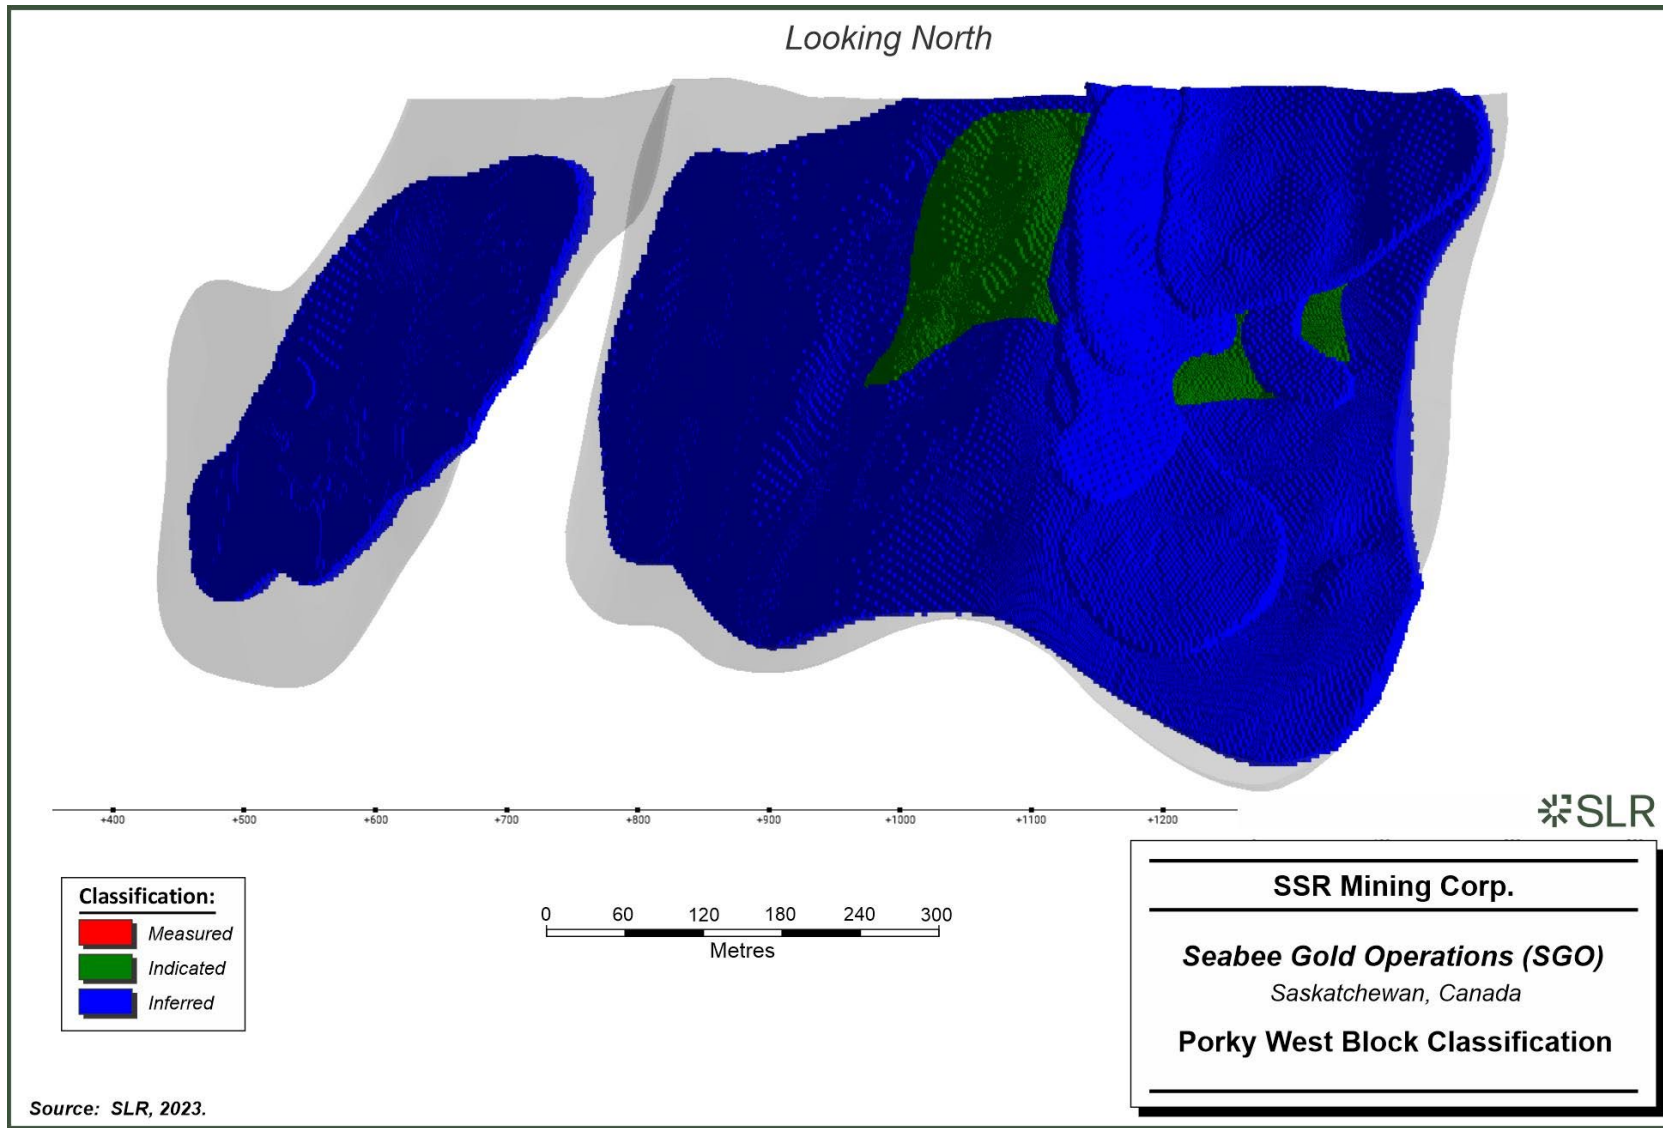 Looking North
+400 +500 +600 +700 +800 +900 +1000 +1100 +1200
SLR
Classification:
Measured
Indicated
Inferred
0 60 120 180 240 300
Metres
SSR Mining Corp.
Seabee Gold Operations (SGO)
Saskatchewan, Canada
Porky West Block Classification
Source: SLR, 2023.